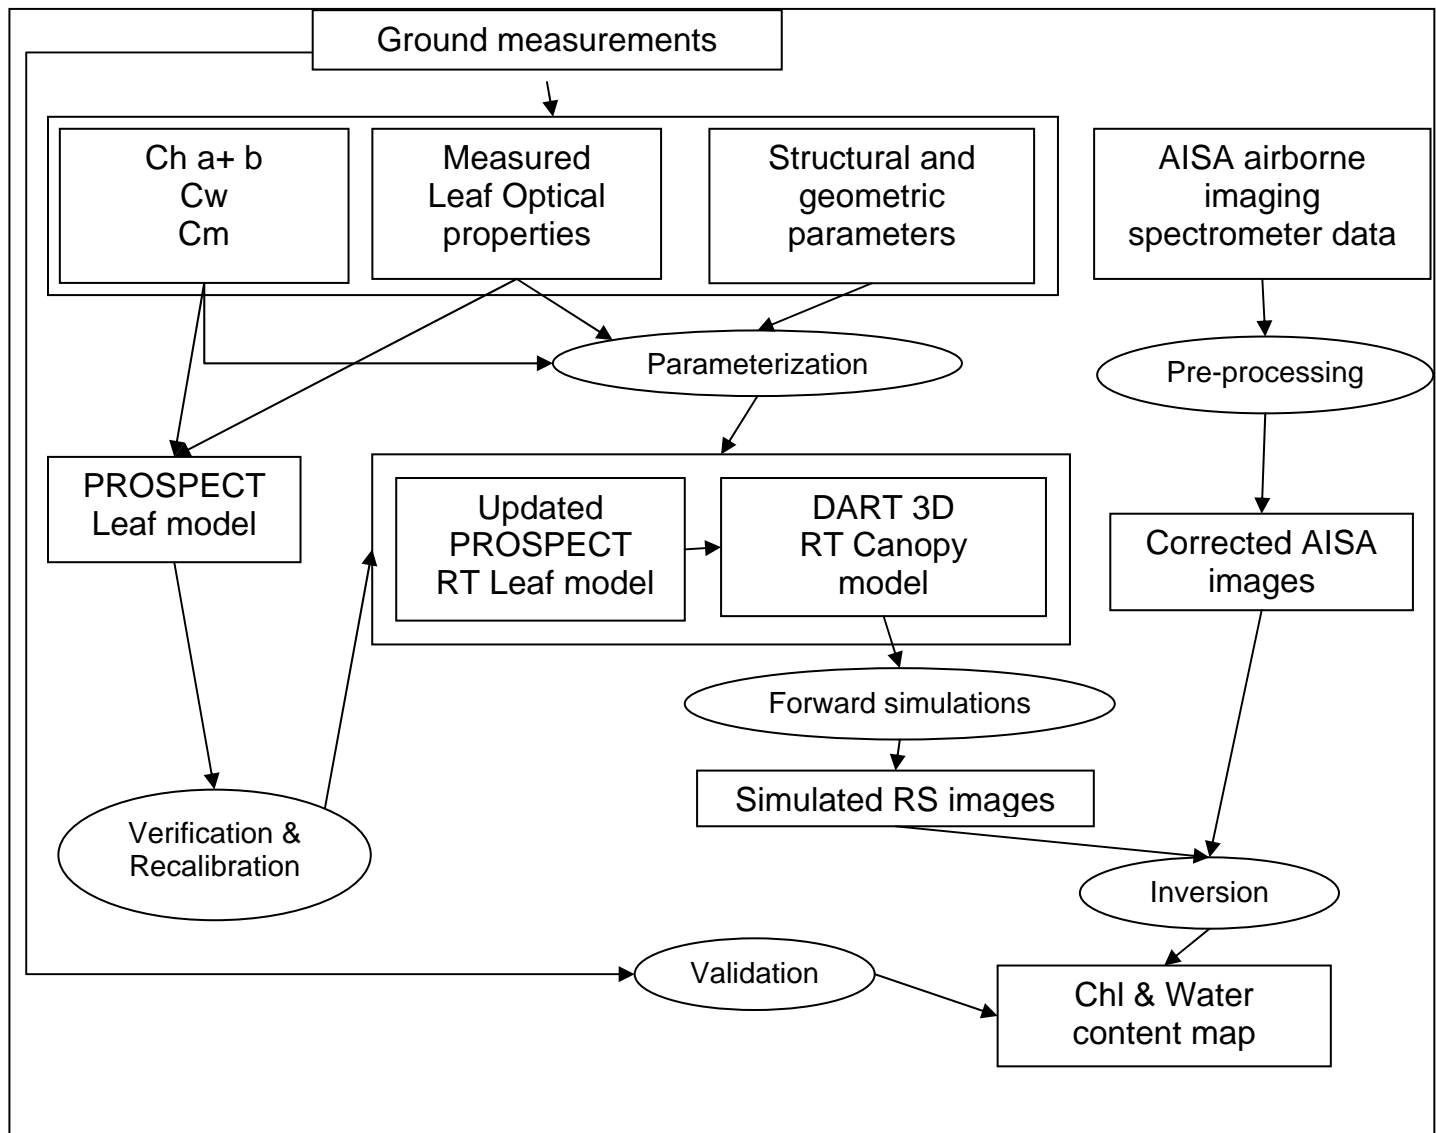 Ground measurements
Ch a+ b
Cw
Cm
Measured
Leaf Optical
properties
Structural and
geometric
parameters
AISA airborne
imaging
spectrometer data
Parameterization
Pre-processing
PROSPECT
Leaf model
Updated
PROSPECT
RT Leaf model
DART 3D
RT Canopy
model
Corrected AISA
images
Forward simulations
Simulated RS images
Verification &
Recalibration
Inversion
Validation
Chl & Water
content map